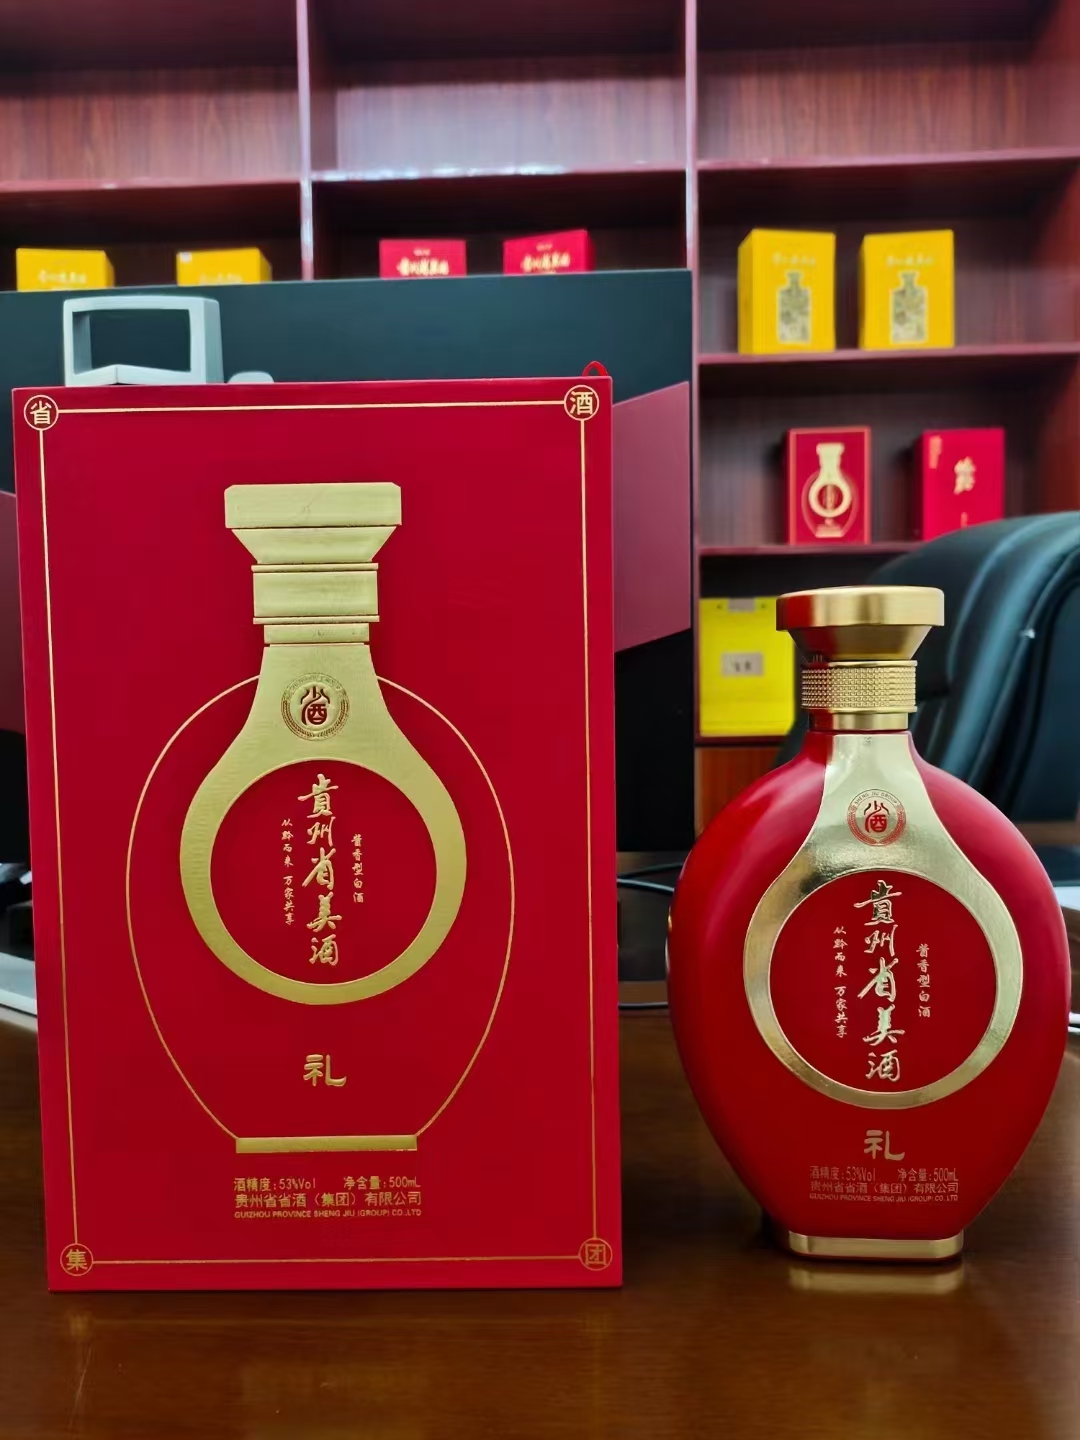 省
酒
省酒
贵州省美酒
酱香型白酒
从黔而来 万家共享
礼
酒精度:53%Vol 净含量:500mL
贵州省省酒（集团）有限公司
GUIZHOU PROVINCE SHENG JIU (GROUP) CO.,LTD
集
团
SHENG JIU GROUP
省酒
貴州省美酒
酱香型白酒
从黔而来 万家共享
礼
酒精度:53%Vol 净含量:500mL
贵州省省酒（集团）有限公司
GUIZHOU PROVINCE SHENG JIU (GROUP) CO.,LTD